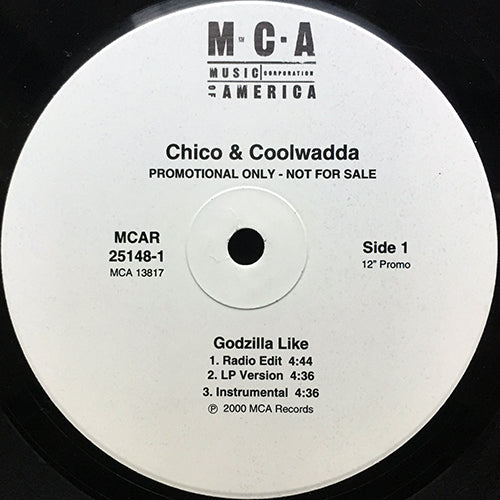 M·C·A
MUSIC CORPORATION
OF AMERICA
Chico & Coolwadda
PROMOTIONAL ONLY - NOT FOR SALE
MCAR
25148-1
MCA 13817
Side 1
12" Promo
Godzilla Like
1. Radio Edit 4:44
2. LP Version 4:36
3. Instrumental 4:36
℗ 2000 MCA Records